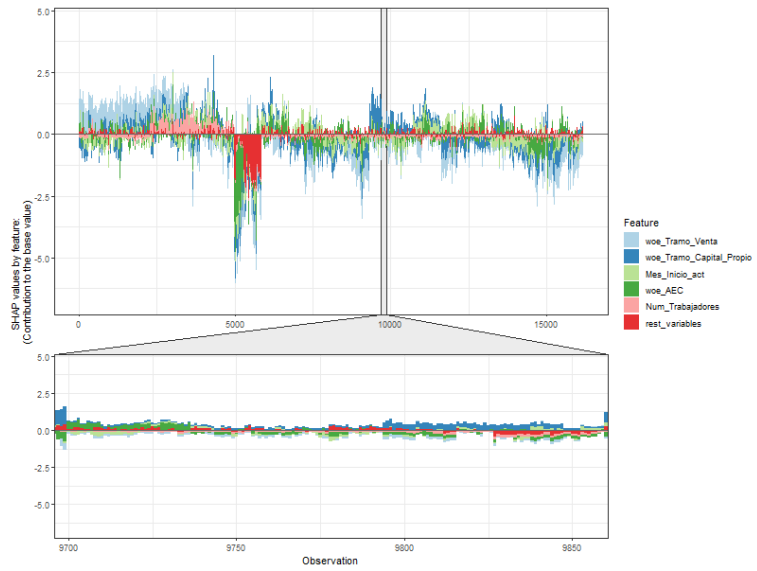 5.0
2.5
0.0
-2.5
-5.0
0
5000
10000
15000
SHAP values by feature:
(Contribution to the base value)
5.0
2.5
0.0
-2.5
-5.0
9700
9750
9800
9850
Observation
Feature
woe_Tramo_Venta
woe_Tramo_Capital_Propio
Mes_Inicio_act
woe_AEC
Num_Trabajadores
rest_variables